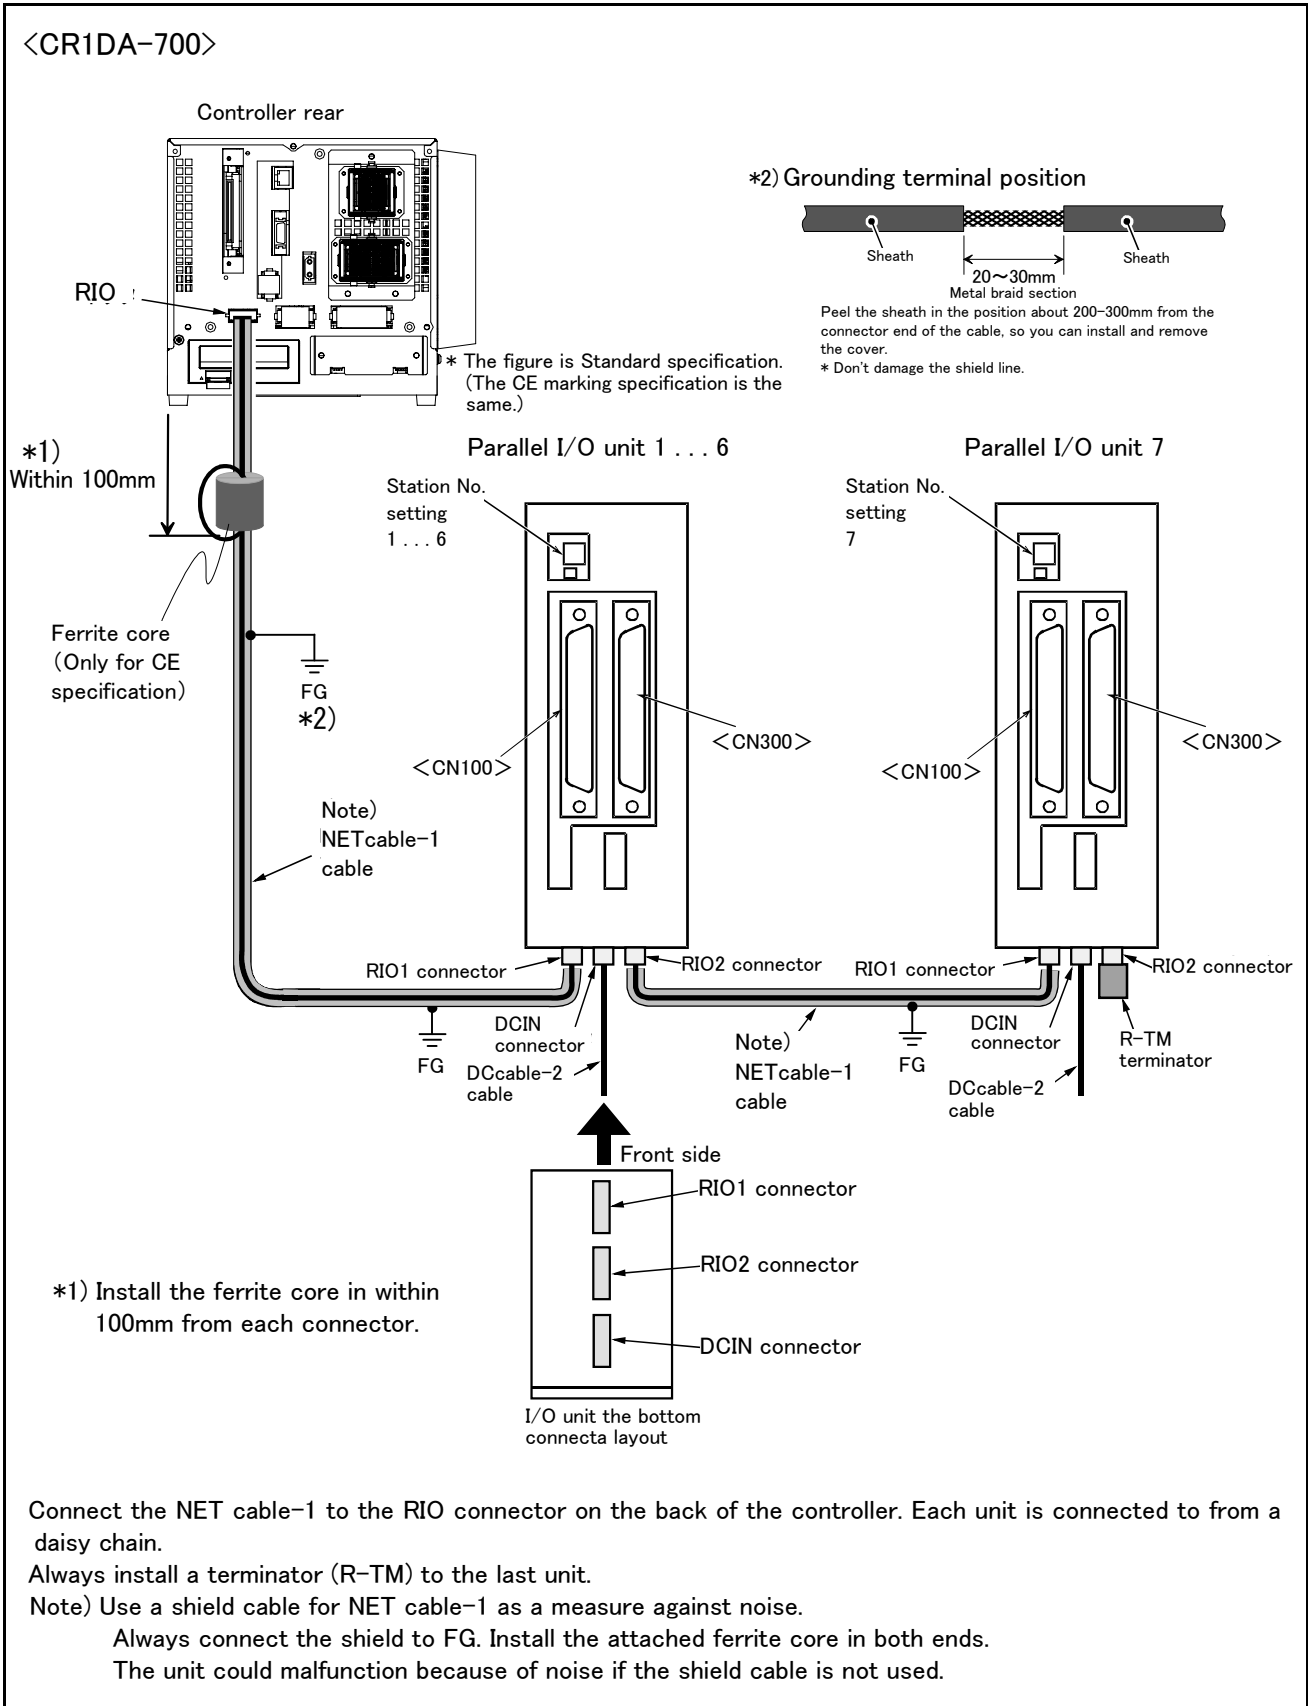 <CR1DA-700>
Controller rear
RIO
*2) Grounding terminal position
Sheath
Sheath
20～30mm
Metal braid section
Peel the sheath in the position about 200-300mm from the
connector end of the cable, so you can install and remove
the cover.
* Don't damage the shield line.
* The figure is Standard specification.
(The CE marking specification is the
same.)
*1)
Within 100mm
Parallel I/O unit 1 . . . 6
Parallel I/O unit 7
Station No.
setting
1 . . . 6
Station No.
setting
7
Ferrite core
(Only for CE
specification)
FG
*2)
<CN100>
<CN300>
<CN100>
<CN300>
Note)
NETcable-1
cable
RIO1 connector
RIO2 connector
RIO1 connector
RIO2 connector
DCIN
connector
FG
DCcable-2
cable
Note)
NETcable-1
cable
FG
DCIN
connector
DCcable-2
cable
R-TM
terminator
Front side
RIO1 connector
RIO2 connector
DCIN connector
*1) Install the ferrite core in within
100mm from each connector.
I/O unit the bottom
connecta layout
Connect the NET cable-1 to the RIO connector on the back of the controller. Each unit is connected to from a
daisy chain.
Always install a terminator (R-TM) to the last unit.
Note) Use a shield cable for NET cable-1 as a measure against noise.
Always connect the shield to FG. Install the attached ferrite core in both ends.
The unit could malfunction because of noise if the shield cable is not used.